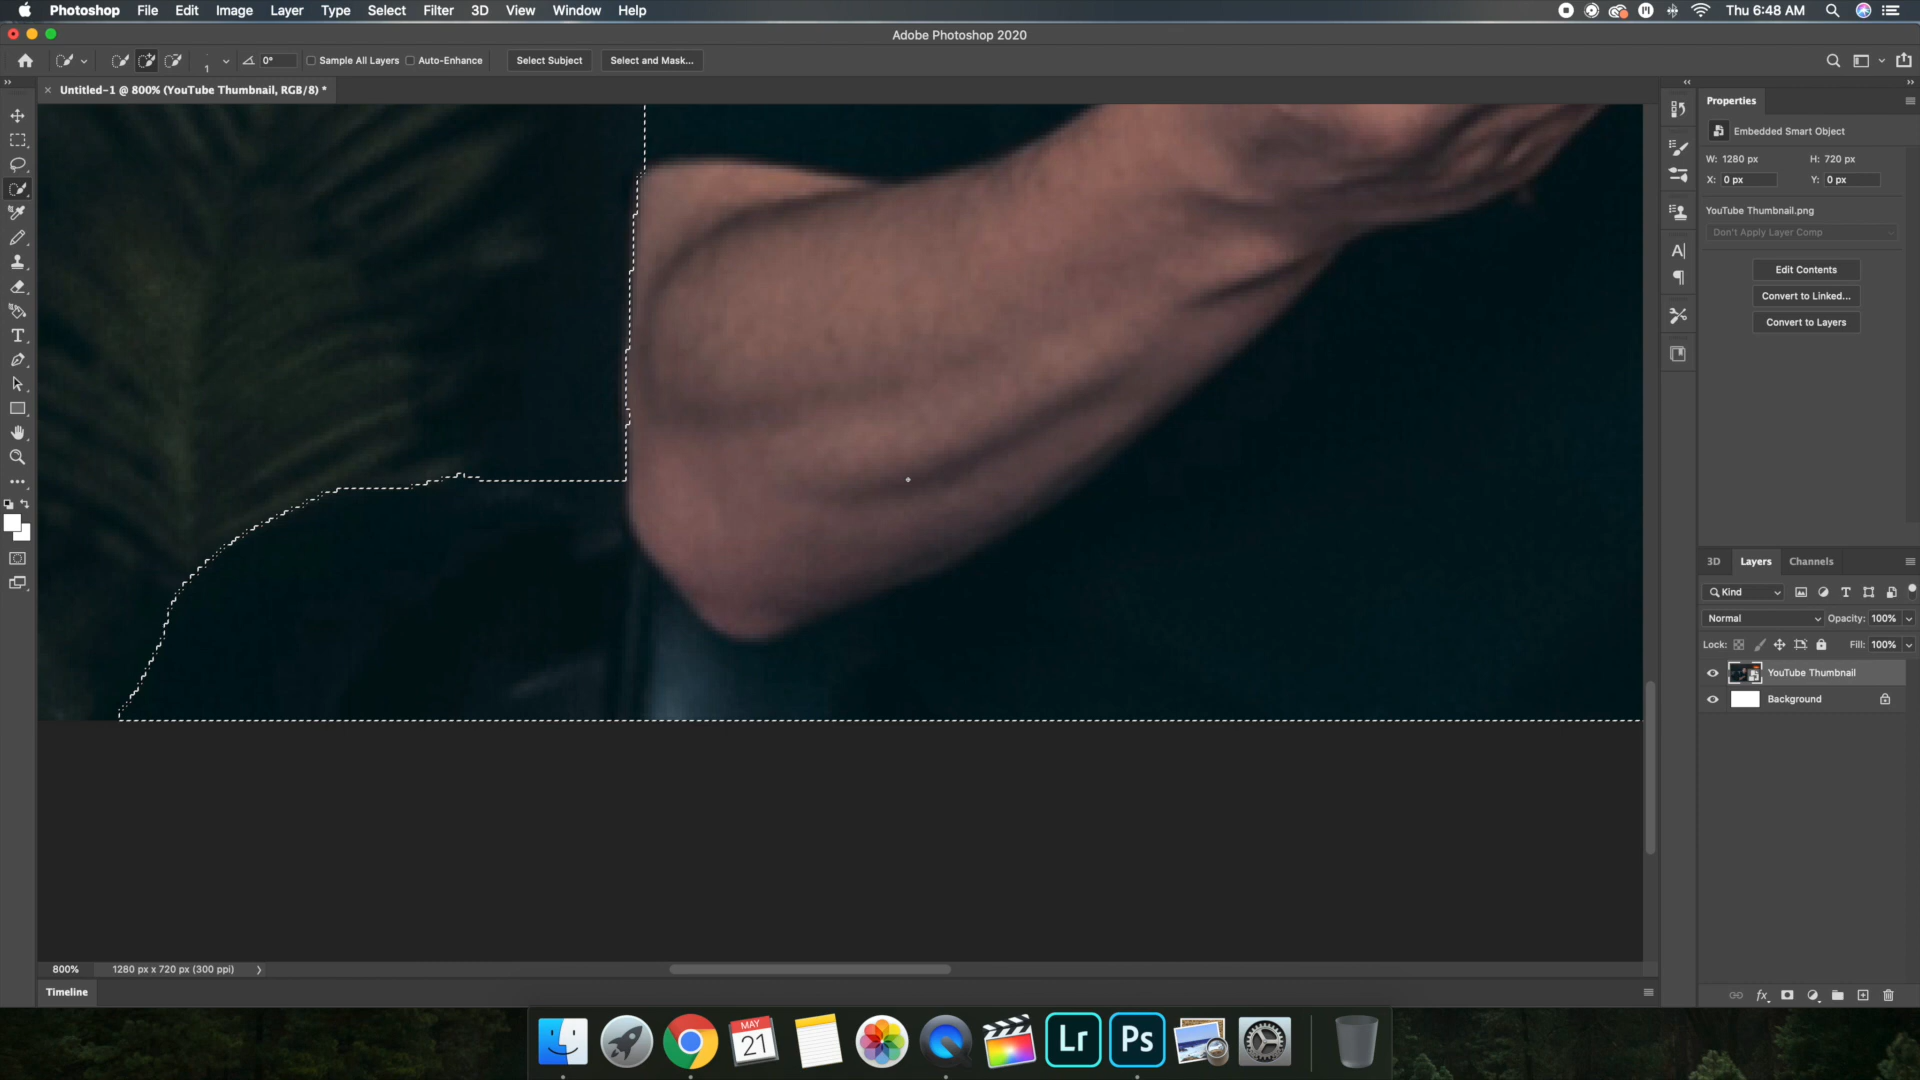 Photoshop File Edit Image Layer Type Select Filter 3D View Window Help Thu 6:48 AM
Adobe Photoshop 2020
1 0° Sample All Layers Auto-Enhance Select Subject Select and Mask...
Untitled-1 @ 800% (YouTube Thumbnail, RGB/8) *
Properties
Embedded Smart Object
W: 1280 px H: 720 px
X: 0 px Y: 0 px
YouTube Thumbnail.png
Don't Apply Layer Comp
Edit Contents
Convert to Linked...
Convert to Layers
3D Layers Channels
Kind
Normal Opacity: 100%
Lock: Fill: 100%
YouTube Thumbnail
Background
800% 1280 px x 720 px (300 ppi)
Timeline
MAY
21
Lr
Ps